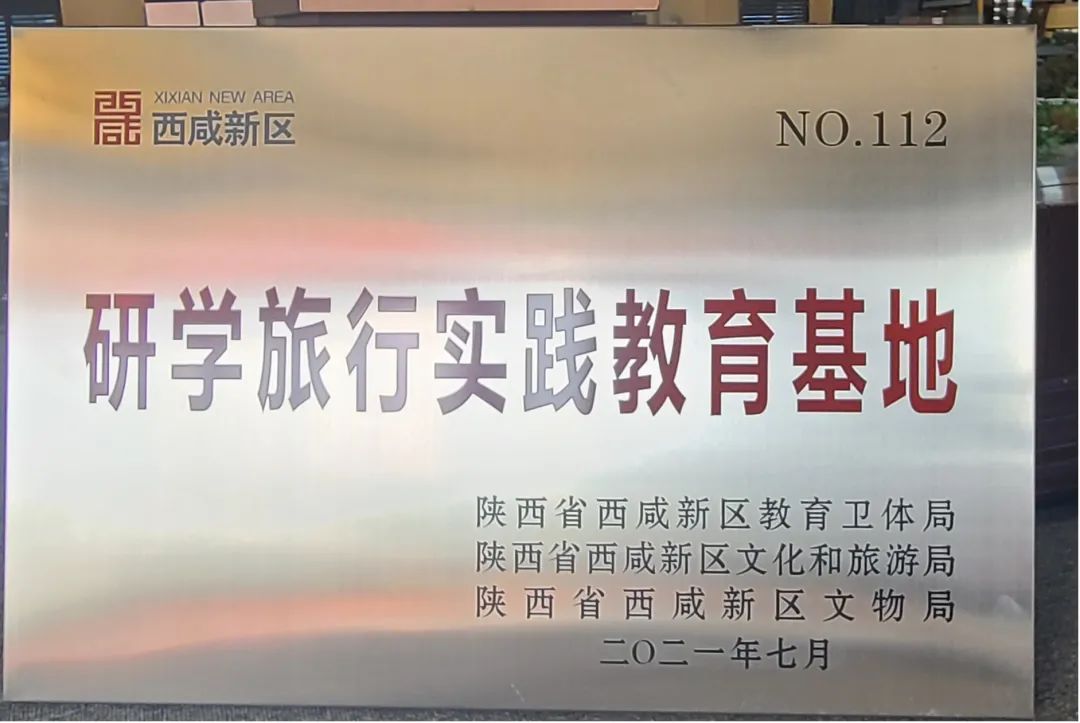 XIXIAN NEW AREA
西咸新区
NO.112
研学旅行实践教育基地
陕西省西咸新区教育卫体局
陕西省西咸新区文化和旅游局
陕西省西咸新区文物局
二〇二一年七月